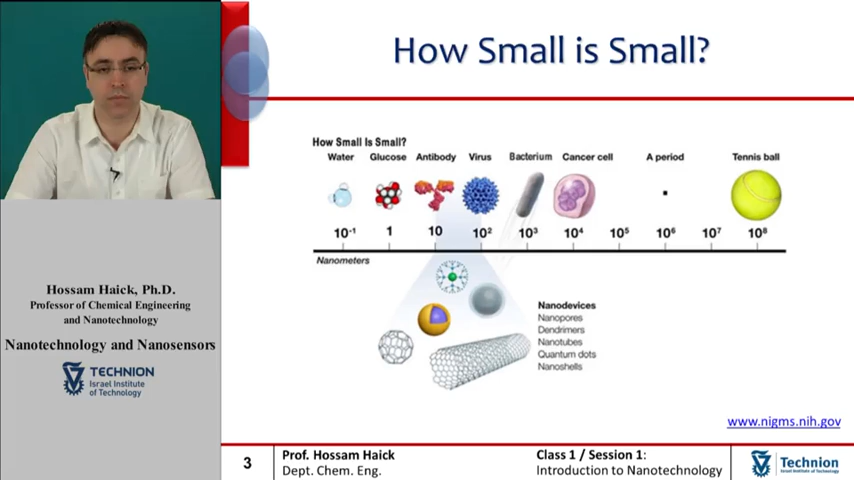 How Small is Small?
How Small Is Small?
Water Glucose Antibody Virus Bacterium Cancer cell A period Tennis ball
10-1 1 10 10² 10³ 10⁴ 10⁵ 10⁶ 10⁷ 10⁸
Nanometers
Nanodevices
Nanopores
Dendrimers
Nanotubes
Quantum dots
Nanoshells
www.nigms.nih.gov
Hossam Haick, Ph.D.
Professor of Chemical Engineering
and Nanotechnology
Nanotechnology and Nanosensors
TECHNION
Israel Institute
of Technology
3
Prof. Hossam Haick
Dept. Chem. Eng.
Class 1 / Session 1:
Introduction to Nanotechnology
Technion
Israel Institute of Technology